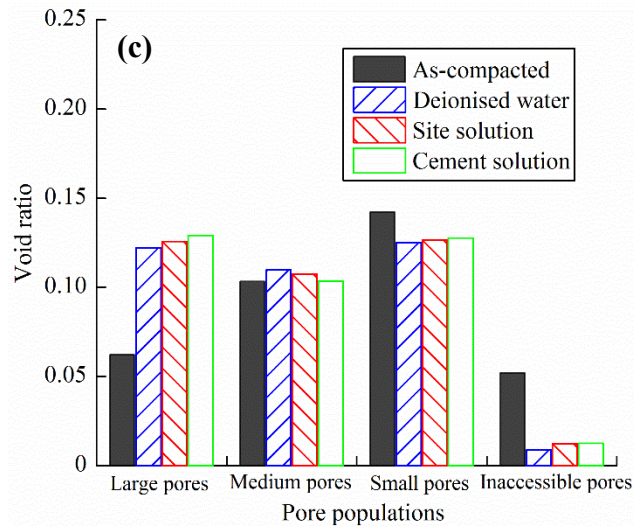 (c)
As-compacted
Deionised water
Site solution
Cement solution
0.25
0.20
0.15
0.10
0.05
0
Void ratio
Large pores Medium pores Small pores Inaccessible pores
Pore populations